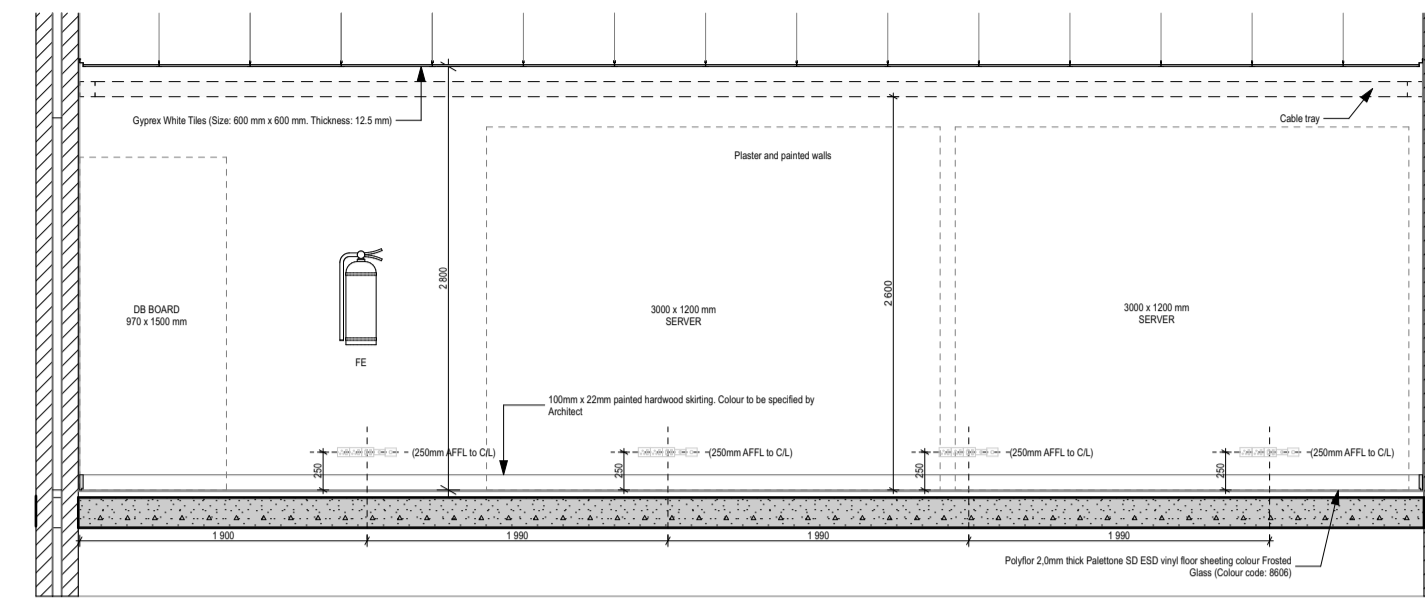 Gyprex White Tiles (Size: 600 mm x 600 mm. Thickness: 12.5 mm)
Cable tray
Plaster and painted walls
2 800
2 600
DB BOARD
970 x 1500 mm
3000 x 1200 mm
SERVER
3000 x 1200 mm
SERVER
FE
100mm x 22mm painted hardwood skirting. Colour to be specified by
Architect
250
(250mm AFFL to C/L)
250
(250mm AFFL to C/L)
250
(250mm AFFL to C/L)
250
(250mm AFFL to C/L)
1 900
1 990
1 990
1 990
Polyflor 2,0mm thick Palettone SD ESD vinyl floor sheeting colour Frosted
Glass (Colour code: 8606)